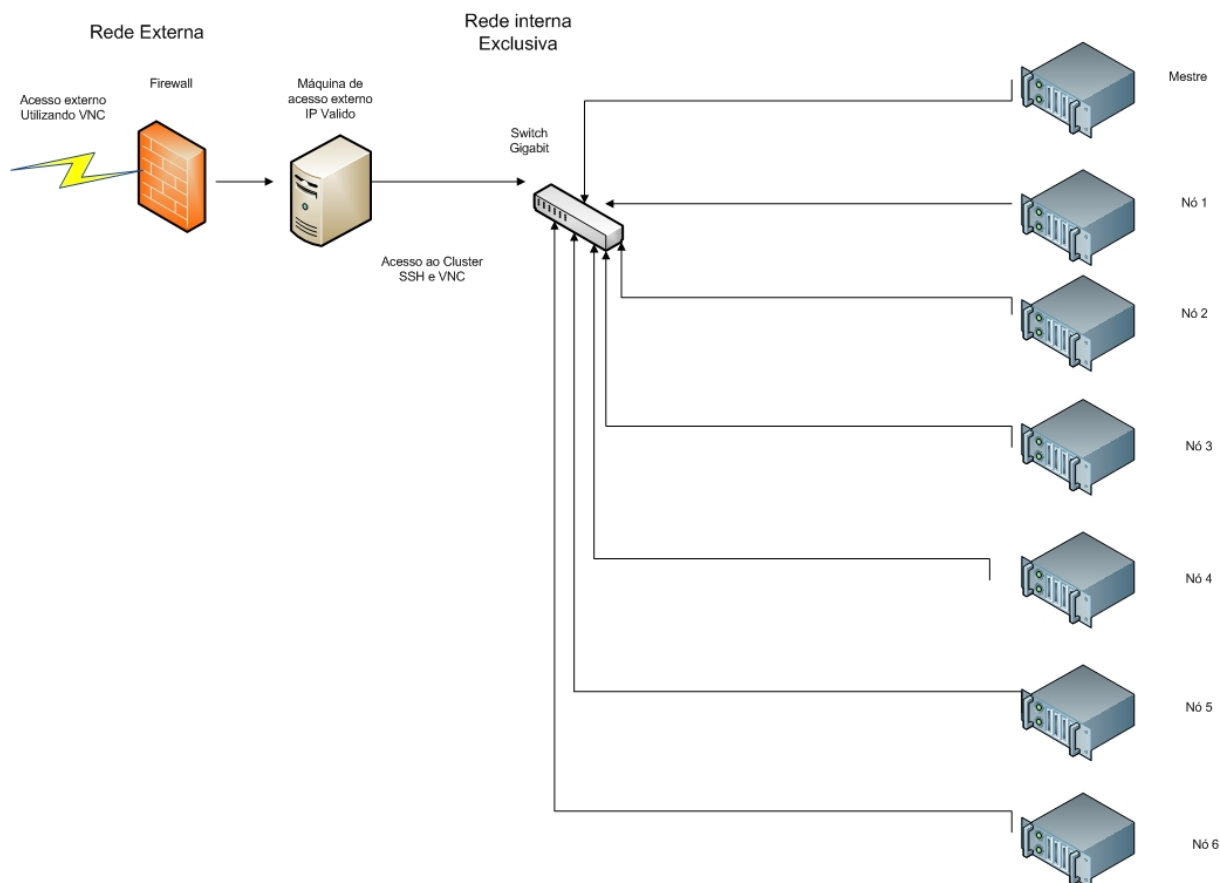 Rede Externa
Rede interna
Exclusiva
Acesso externo
Utilizando VNC
Firewall
Máquina de
acesso externo
IP Valido
Switch
Gigabit
Acesso ao Cluster
SSH e VNC
Mestre
Nó 1
Nó 2
Nó 3
Nó 4
Nó 5
Nó 6